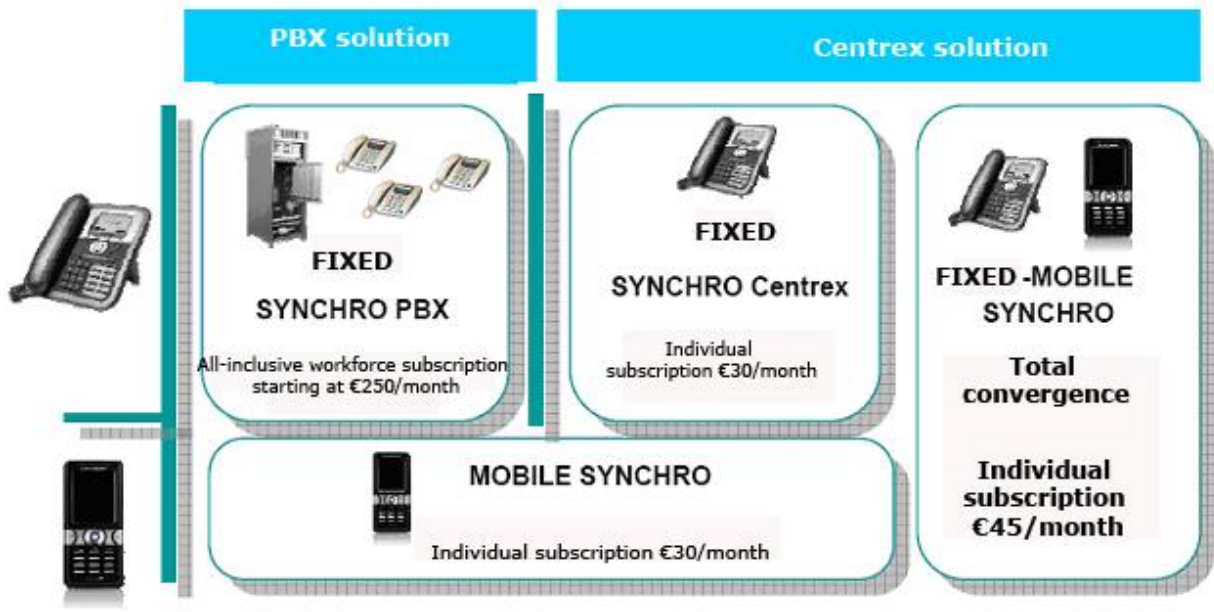 PBX solution
Centrex solution
FIXED
SYNCHRO PBX
All-inclusive workforce subscription
starting at €250/month
FIXED
SYNCHRO Centrex
Individual
subscription €30/month
FIXED -MOBILE
SYNCHRO
Total
convergence
Individual
subscription
€45/month
MOBILE SYNCHRO
Individual subscription €30/month